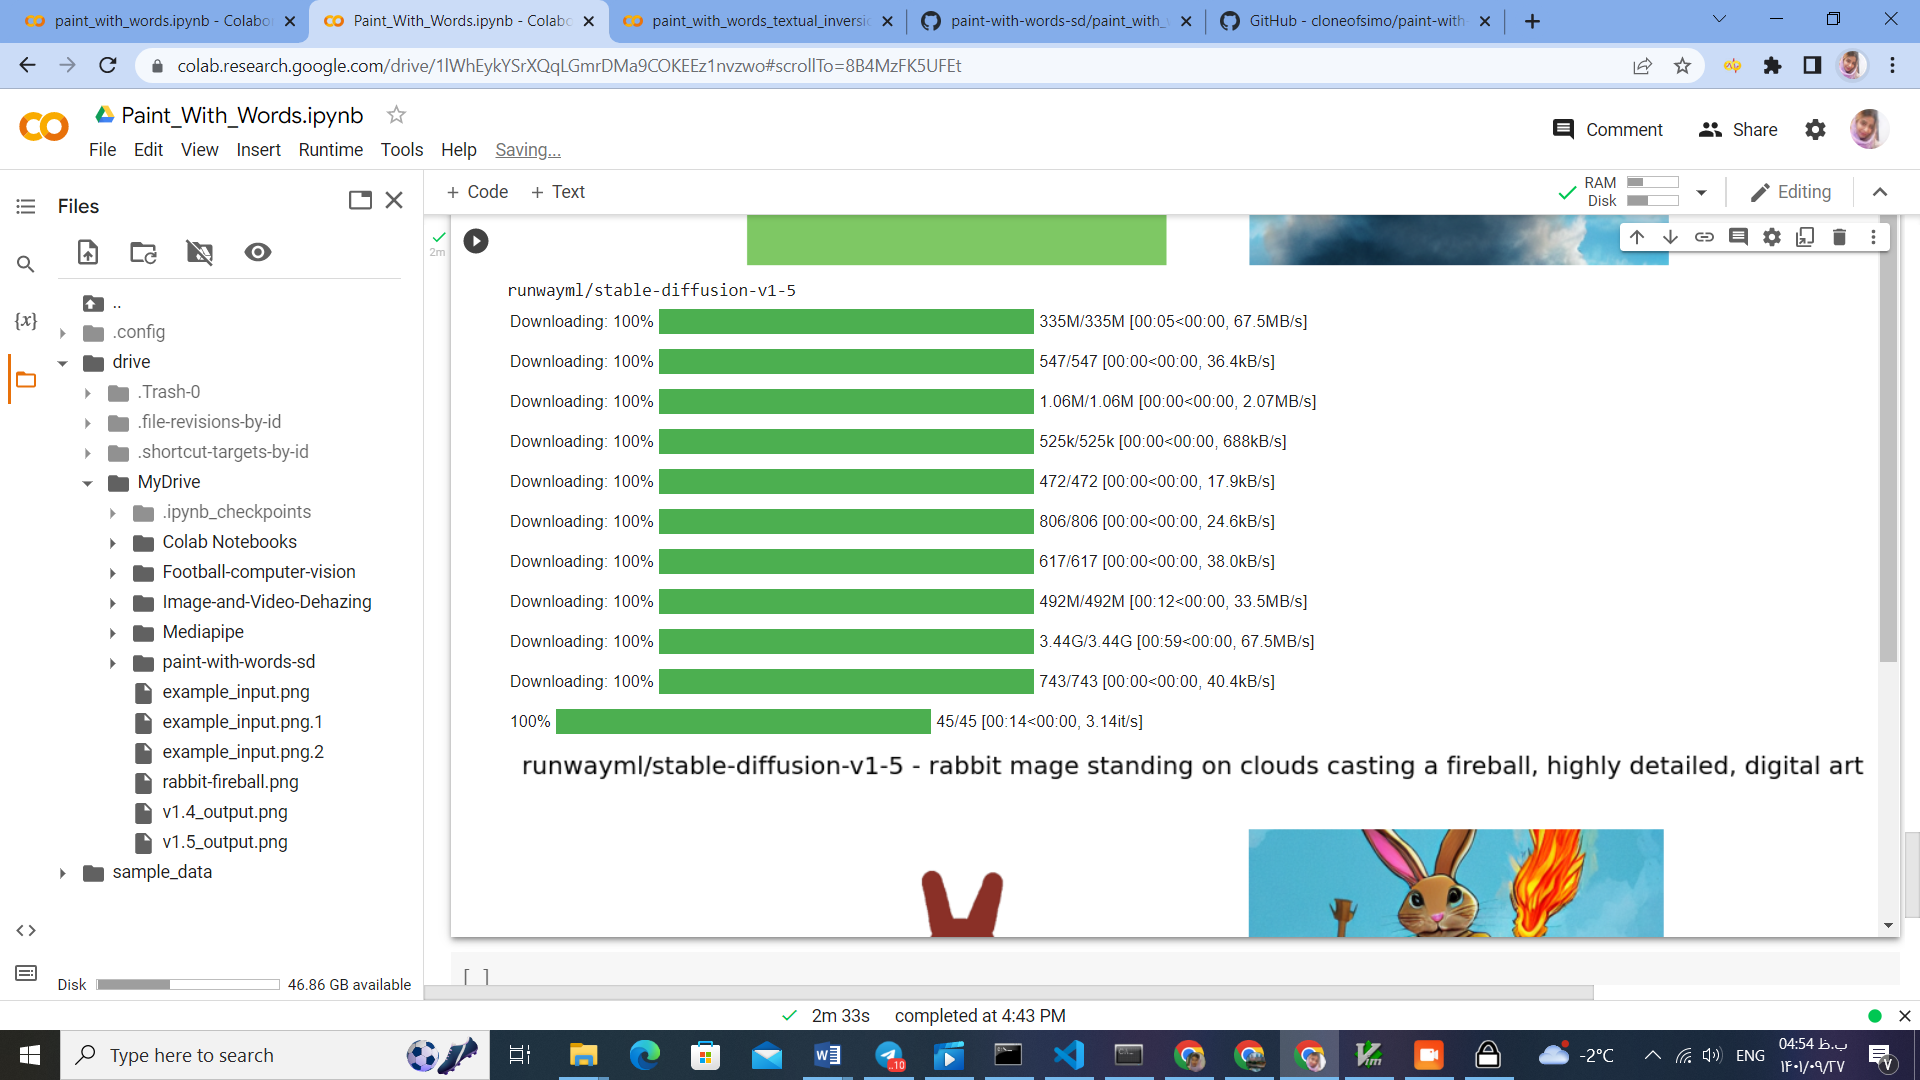 paint_with_words.ipynb - Colabo
Paint_With_Words.ipynb - Colabo
paint_with_words_textual_inversio
paint-with-words-sd/paint_with_
GitHub - cloneofsimo/paint-with
colab.research.google.com/drive/1lWhEykYSrXQqLGmrDMa9COKEEz1nvzwo#scrollTo=8B4MzFK5UFEt
Paint_With_Words.ipynb
Comment
Share
File Edit View Insert Runtime Tools Help Saving...
Files
+ Code + Text
RAM
Disk
Editing
2m
..
.config
drive
.Trash-0
.file-revisions-by-id
.shortcut-targets-by-id
MyDrive
.ipynb_checkpoints
Colab Notebooks
Football-computer-vision
Image-and-Video-Dehazing
Mediapipe
paint-with-words-sd
example_input.png
example_input.png.1
example_input.png.2
rabbit-fireball.png
v1.4_output.png
v1.5_output.png
sample_data
Disk 46.86 GB available
runwayml/stable-diffusion-v1-5
Downloading: 100% 335M/335M [00:05<00:00, 67.5MB/s]
Downloading: 100% 547/547 [00:00<00:00, 36.4kB/s]
Downloading: 100% 1.06M/1.06M [00:00<00:00, 2.07MB/s]
Downloading: 100% 525k/525k [00:00<00:00, 688kB/s]
Downloading: 100% 472/472 [00:00<00:00, 17.9kB/s]
Downloading: 100% 806/806 [00:00<00:00, 24.6kB/s]
Downloading: 100% 617/617 [00:00<00:00, 38.0kB/s]
Downloading: 100% 492M/492M [00:12<00:00, 33.5MB/s]
Downloading: 100% 3.44G/3.44G [00:59<00:00, 67.5MB/s]
Downloading: 100% 743/743 [00:00<00:00, 40.4kB/s]
100% 45/45 [00:14<00:00, 3.14it/s]
runwayml/stable-diffusion-v1-5 - rabbit mage standing on clouds casting a fireball, highly detailed, digital art
[ ]
2m 33s completed at 4:43 PM
Type here to search
..10
-2°C
ENG
04:54 ب.ظ
۱۴۰۱/۰۹/۲۷